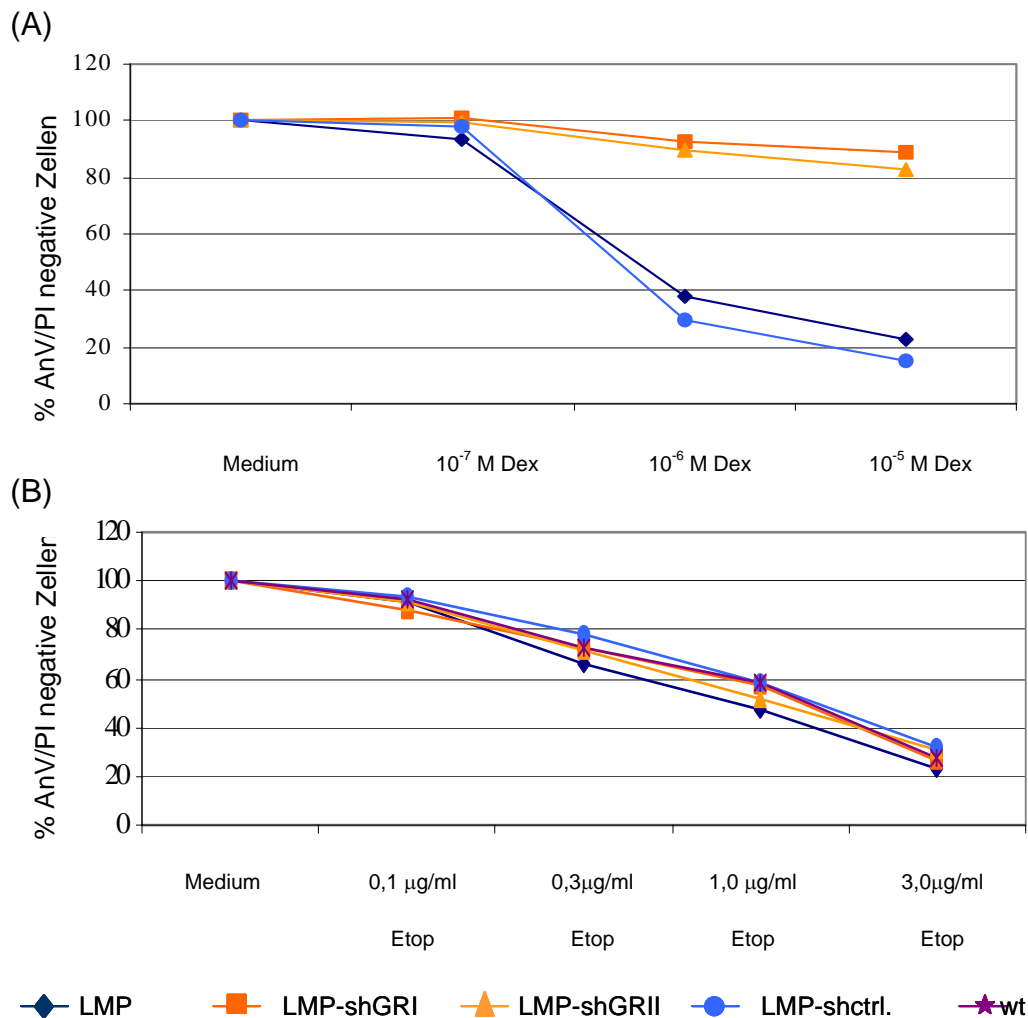 (A)
120
100
80
60
40
20
0
% AnV/PI negative Zellen
Medium 10⁻⁷ M Dex 10⁻⁶ M Dex 10⁻⁵ M Dex
(B)
120
100
80
60
40
20
0
% AnV/PI negative Zeller
Medium 0,1 µg/ml 0,3µg/ml 1,0 µg/ml 3,0µg/ml
Etop Etop Etop Etop
LMP LMP-shGRI LMP-shGRII LMP-shctrl. wt